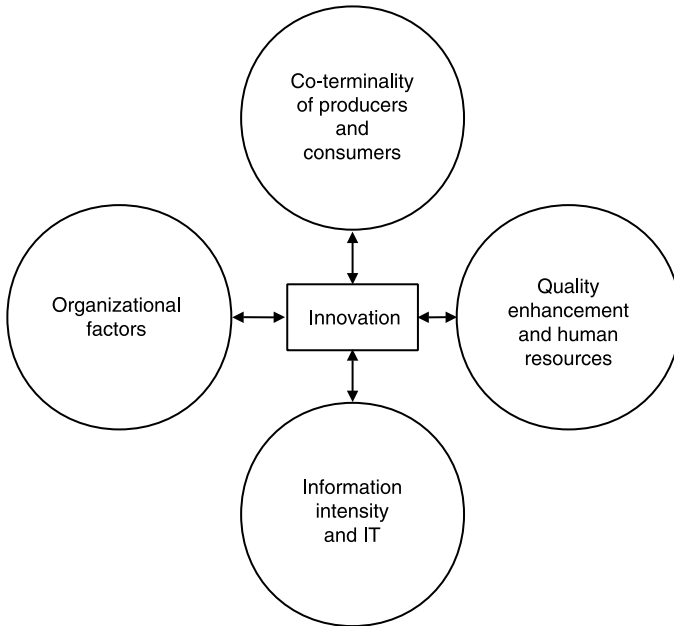 Co-terminality
of producers
and
consumers
Organizational
factors
Innovation
Quality
enhancement
and human
resources
Information
intensity
and IT